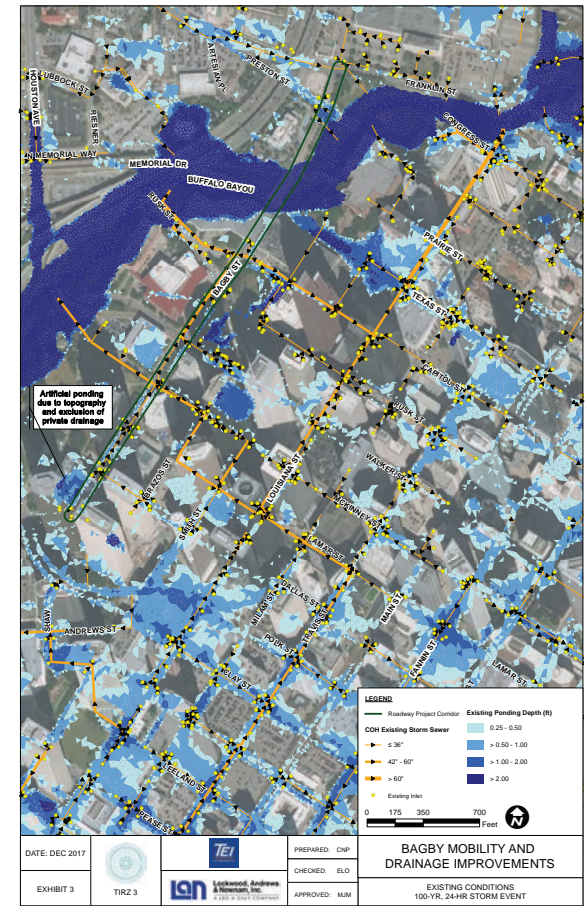 PRESTON ST
ARTESIAN PL
FRANKLIN ST
HOUSTON AVE
LUBBOCK ST
RIESNER
CONGRESS ST
N MEMORIAL WAY
MEMORIAL DR
BUFFALO BAYOU
RUSK ST
PRAIRIE ST
BAGBY ST
TEXAS ST
CAPITOL ST
Artificial ponding
due to topography
and exclusion of
private drainage
RUSK ST
BRAZOS ST
WALKER ST
LOUISIANA ST
SMITH ST
MCKINNEY ST
LAMAR ST
DALLAS ST
MILAM ST
MAIN ST
TRAVIS ST
ANDREWS ST
POLK ST
FANNIN ST
LAMAR ST
CLAY ST
ST
LEELAND ST
PEASE ST
LEGEND
Roadway Project Corridor
COH Existing Storm Sewer
≤ 36"
42" - 60"
> 60"
Existing Inlet
Existing Ponding Depth (ft)
0.25 - 0.50
> 0.50 - 1.00
> 1.00 - 2.00
> 2.00
0 175 350 700
Feet
N
DATE: DEC 2017
EXHIBIT 3
TIRZ 3
TEI
LAN
Lockwood, Andrews
& Newnam, Inc.
A LEO A DALY COMPANY
PREPARED: CNP
CHECKED: ELO
APPROVED: MJM
BAGBY MOBILITY AND
DRAINAGE IMPROVEMENTS
EXISTING CONDITIONS
100-YR, 24-HR STORM EVENT